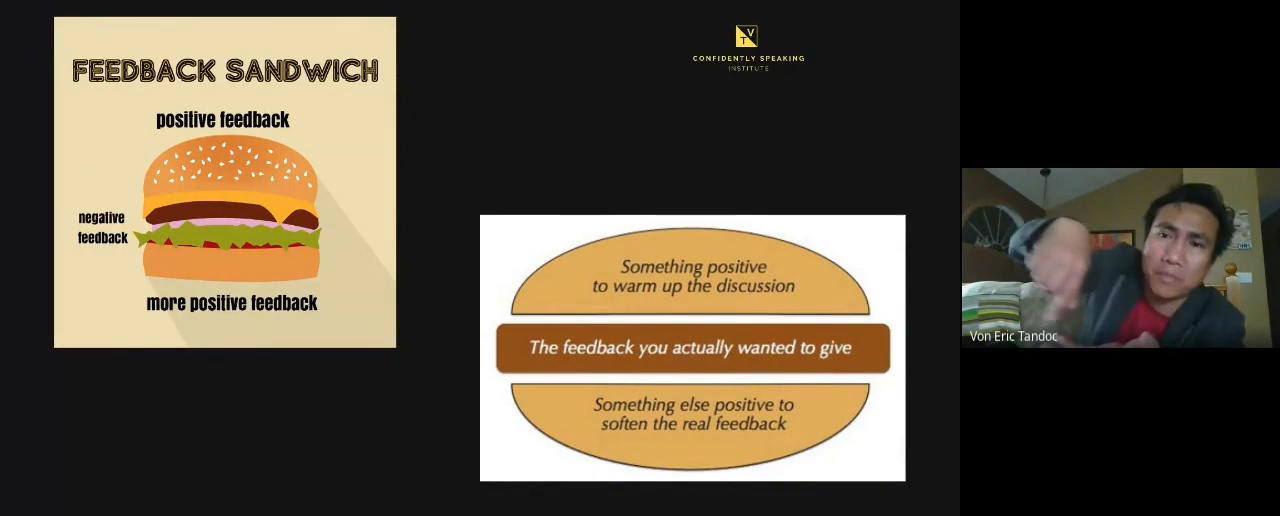 FEEDBACK SANDWICH
positive feedback
negative
feedback
more positive feedback
V
T
CONFIDENTLY SPEAKING
INSTITUTE
Something positive
to warm up the discussion
The feedback you actually wanted to give
Something else positive to
soften the real feedback
Von Eric Tandoc